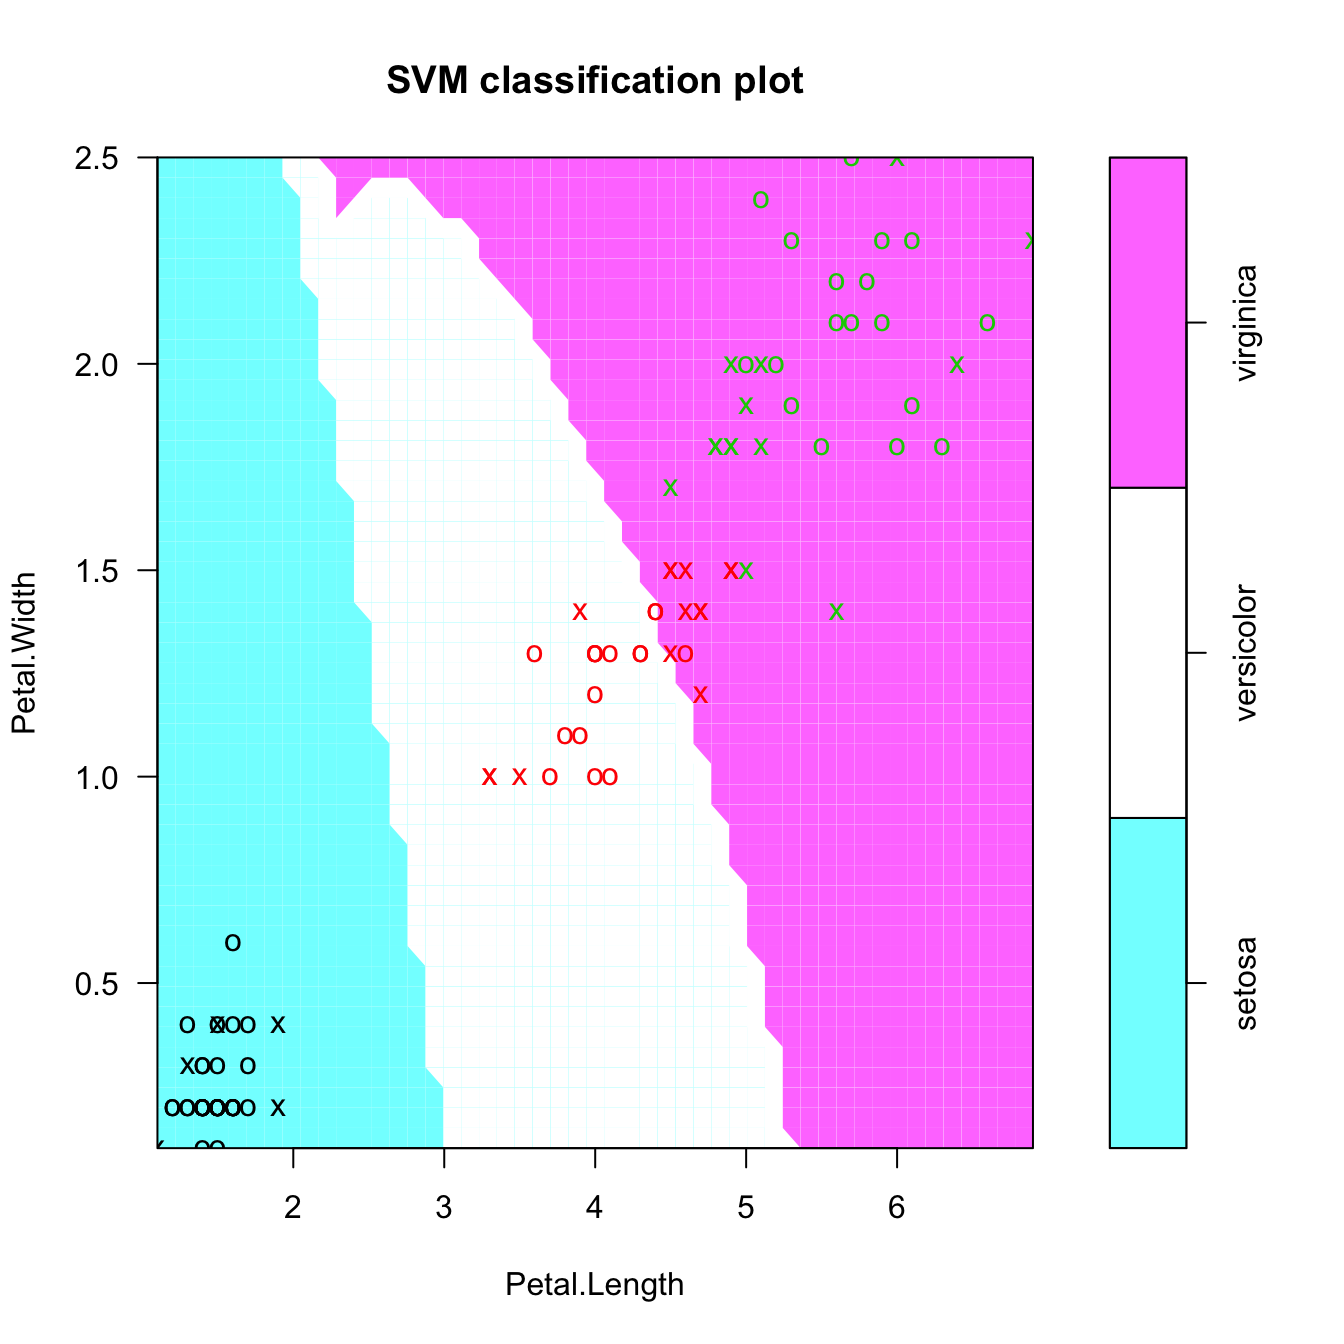 SVM classification plot
2.5
2.0
1.5
1.0
0.5
Petal.Width
2 3 4 5 6
Petal.Length
virginica
versicolor
setosa